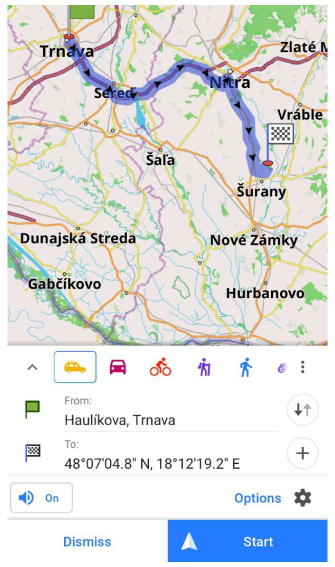 Trnava
Zlaté M
Sereď
Nitra
Vráble
Šaľa
Šurany
Dunajská Streda
Nové Zámky
Gabčíkovo
Hurbanovo
From:
Haulíkova, Trnava
To:
48°07'04.8" N, 18°12'19.2" E
On
Options
Dismiss
Start